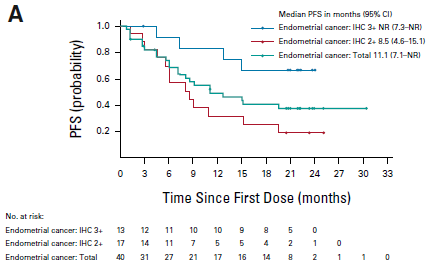 A
Median PFS in months (95% CI)
Endometrial cancer: IHC 3+ NR (7.3–NR)
Endometrial cancer: IHC 2+ 8.5 (4.6–15.1)
Endometrial cancer: Total 11.1 (7.1–NR)
PFS (probability)
1.0
0.8
0.6
0.4
0.2
0 3 6 9 12 15 18 21 24 27 30 33
Time Since First Dose (months)
No. at risk:
Endometrial cancer: IHC 3+ 13 12 11 10 10 9 8 5 0
Endometrial cancer: IHC 2+ 17 14 11 7 5 5 4 2 1 0
Endometrial cancer: Total 40 31 27 21 17 16 14 8 2 1 1 0